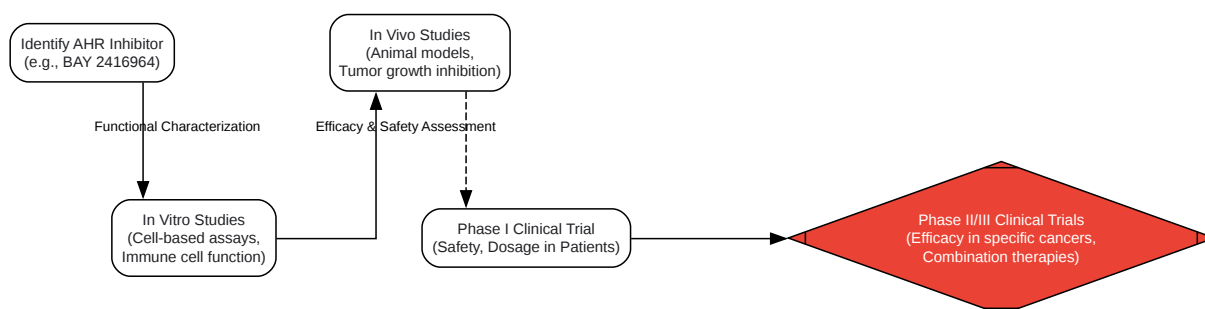 Identify AHR Inhibitor
(e.g., BAY 2416964)
Functional Characterization
In Vitro Studies
(Cell-based assays,
Immune cell function)
In Vivo Studies
(Animal models,
Tumor growth inhibition)
Efficacy & Safety Assessment
Phase I Clinical Trial
(Safety, Dosage in Patients)
Phase II/III Clinical Trials
(Efficacy in specific cancers,
Combination therapies)